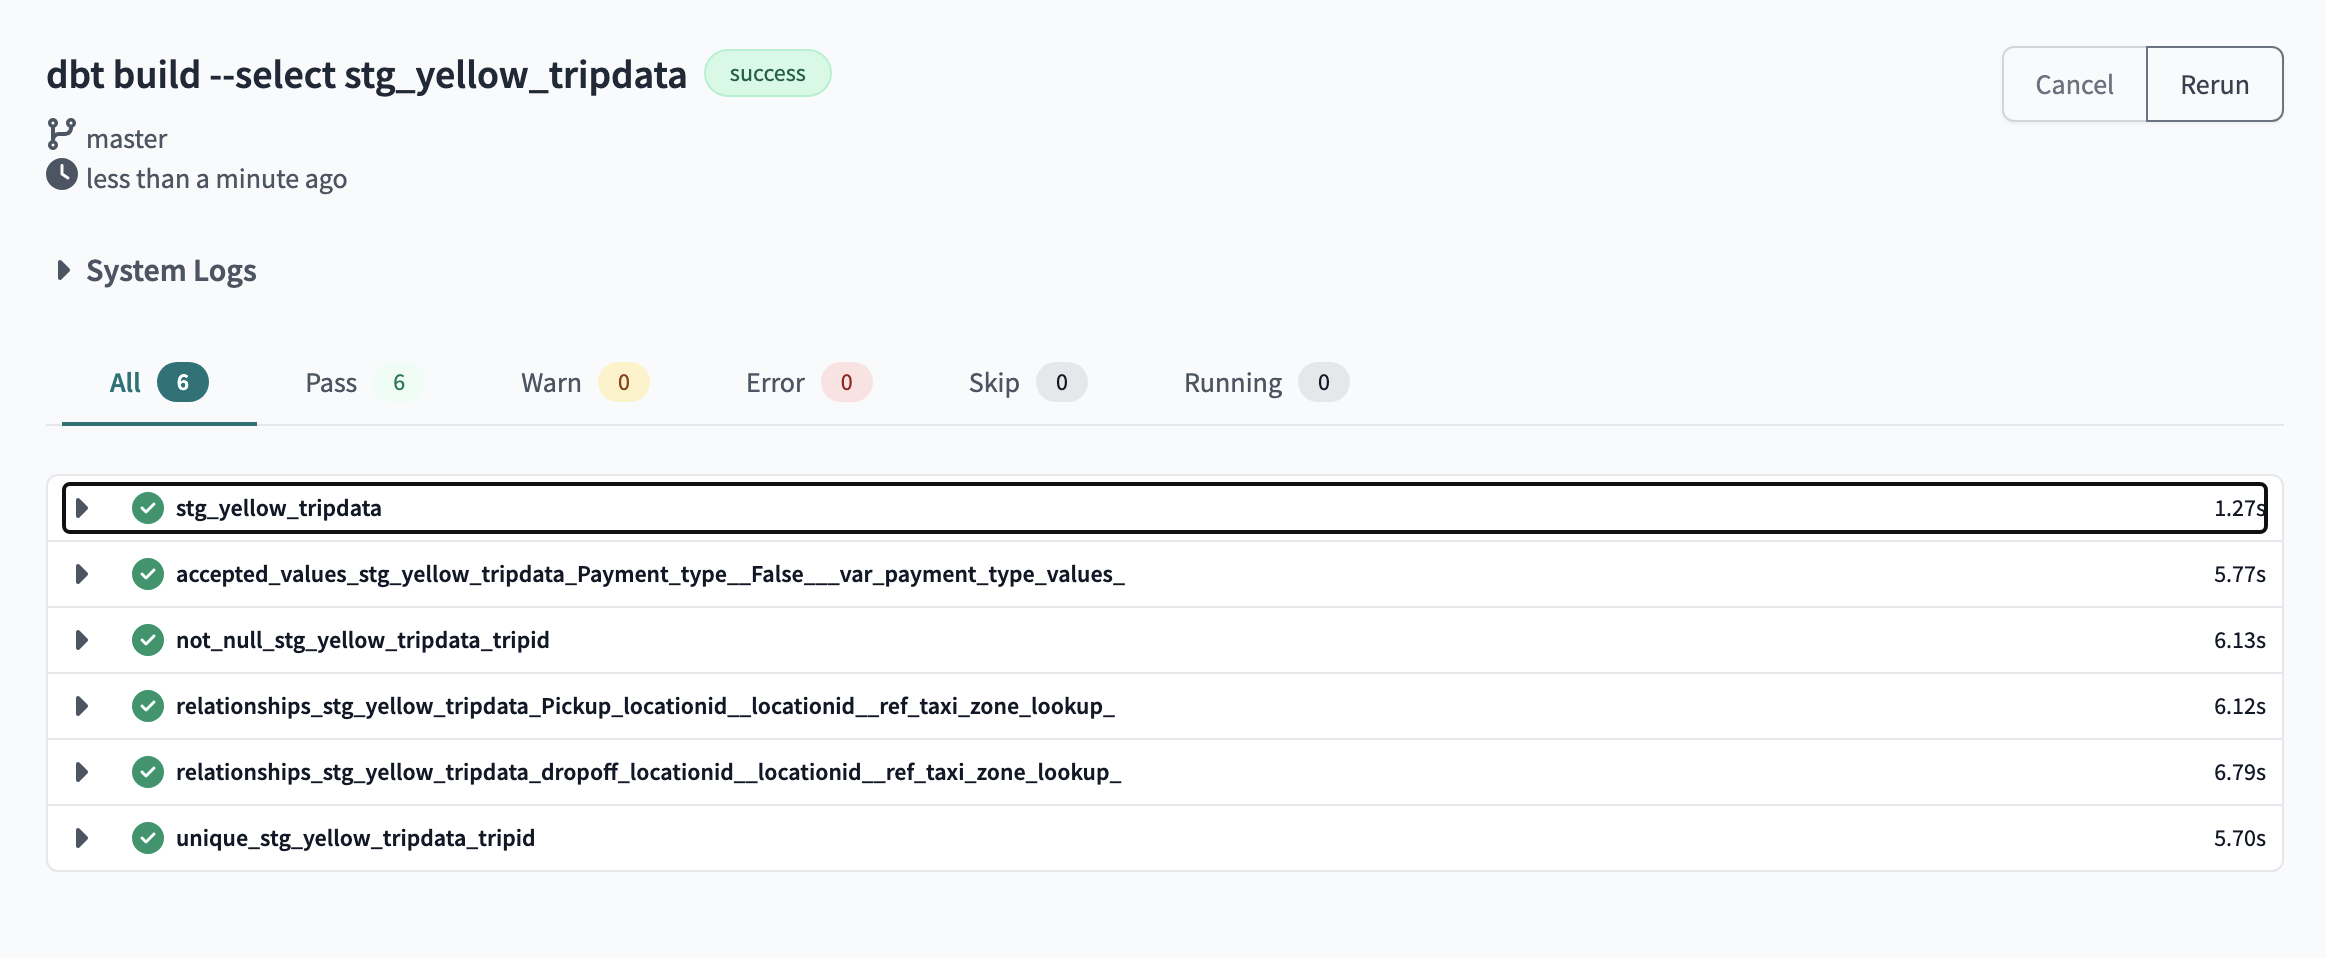 dbt build --select stg_yellow_tripdata success
Cancel Rerun
master
less than a minute ago
System Logs
All 6 Pass 6 Warn 0 Error 0 Skip 0 Running 0
stg_yellow_tripdata 1.27s
accepted_values_stg_yellow_tripdata_Payment_type__False___var_payment_type_values_ 5.77s
not_null_stg_yellow_tripdata_tripid 6.13s
relationships_stg_yellow_tripdata_Pickup_locationid__locationid__ref_taxi_zone_lookup_ 6.12s
relationships_stg_yellow_tripdata_dropoff_locationid__locationid__ref_taxi_zone_lookup_ 6.79s
unique_stg_yellow_tripdata_tripid 5.70s